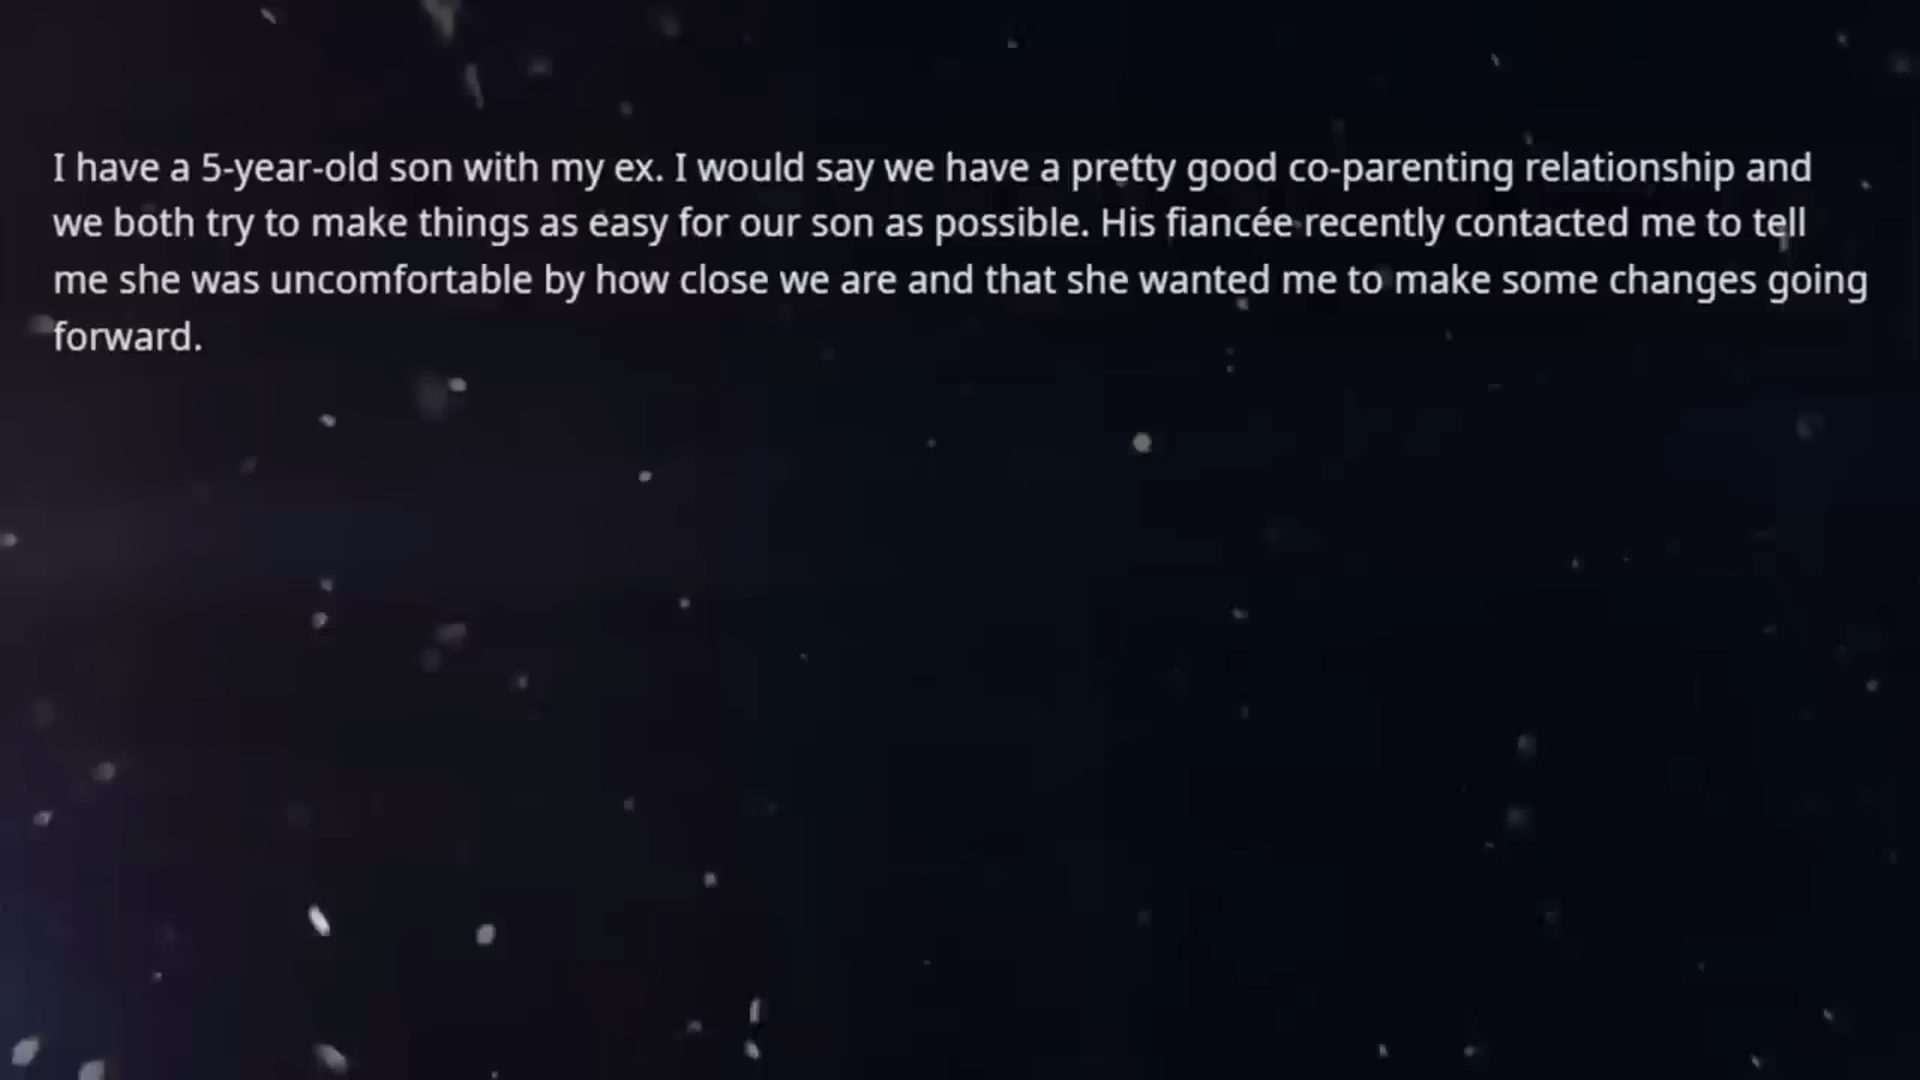 I have a 5-year-old son with my ex. I would say we have a pretty good co-parenting relationship and
we both try to make things as easy for our son as possible. His fiancée recently contacted me to tell
me she was uncomfortable by how close we are and that she wanted me to make some changes going
forward.